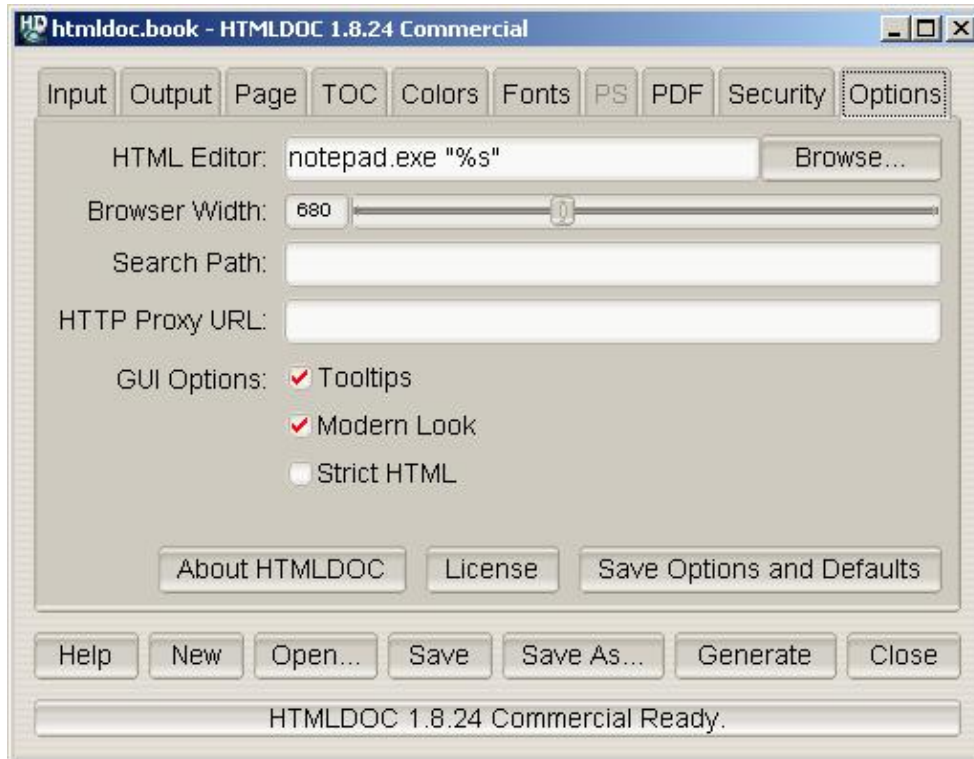 htmldoc.book - HTMLDOC 1.8.24 Commercial
Input Output Page TOC Colors Fonts PS PDF Security Options
HTML Editor: notepad.exe "%s" Browse...
Browser Width: 680
Search Path:
HTTP Proxy URL:
GUI Options: Tooltips
Modern Look
Strict HTML
About HTMLDOC License Save Options and Defaults
Help New Open... Save Save As... Generate Close
HTMLDOC 1.8.24 Commercial Ready.